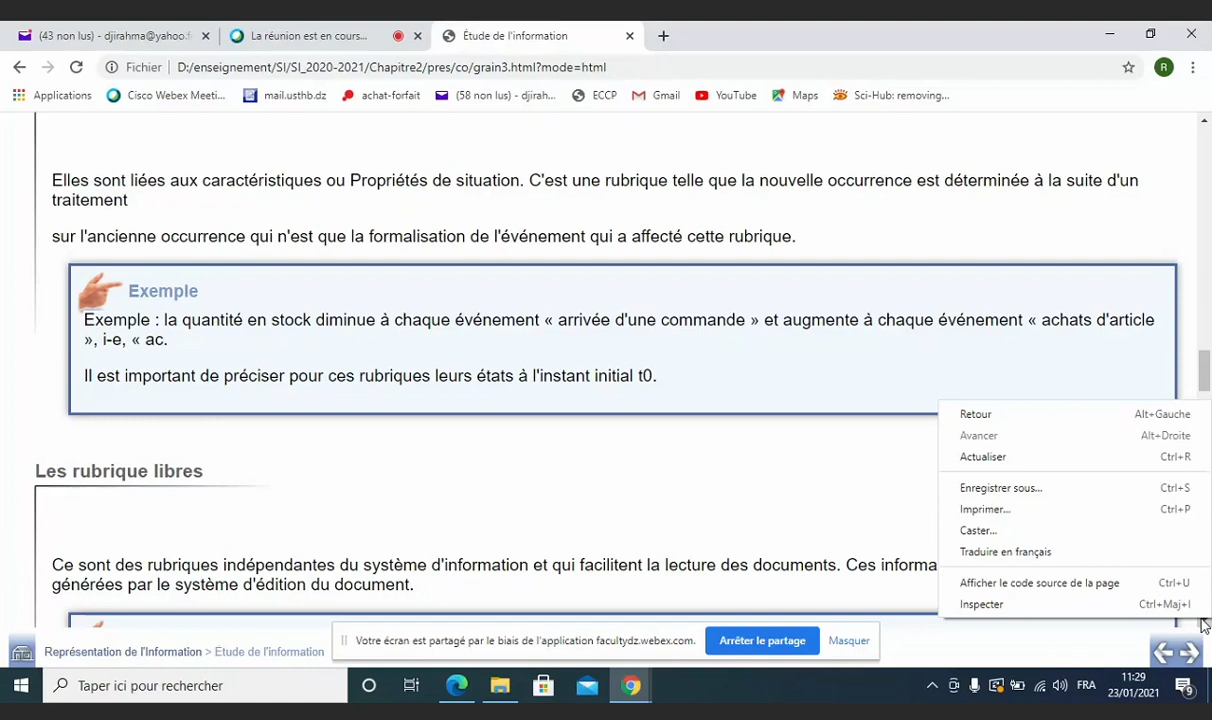 (43 non lus) - djirahma@yahoo.f
La réunion est en cours...
Étude de l'information
Fichier
D:/enseignement/SI/SI_2020-2021/Chapitre2/pres/co/grain3.html?mode=html
R
Applications
Cisco Webex Meeti...
mail.usthb.dz
achat-forfait
(58 non lus) - djirah...
ECCP
Gmail
YouTube
Maps
Sci-Hub: removing...
Elles sont liées aux caractéristiques ou Propriétés de situation. C'est une rubrique telle que la nouvelle occurrence est déterminée à la suite d'un
traitement
sur l'ancienne occurrence qui n'est que la formalisation de l'événement qui a affecté cette rubrique.
Exemple
Exemple : la quantité en stock diminue à chaque événement « arrivée d'une commande » et augmente à chaque événement « achats d'article
», i-e, « ac.
Il est important de préciser pour ces rubriques leurs états à l'instant initial t0.
Retour Alt+Gauche
Avancer Alt+Droite
Actualiser Ctrl+R
Enregistrer sous... Ctrl+S
Imprimer... Ctrl+P
Caster...
Traduire en français
Afficher le code source de la page Ctrl+U
Inspecter Ctrl+Maj+I
Les rubrique libres
Ce sont des rubriques indépendantes du système d'information et qui facilitent la lecture des documents. Ces informa
générées par le système d'édition du document.
Votre écran est partagé par le biais de l'application facultydz.webex.com.
Arrêter le partage
Masquer
Représentation de l'Information > Étude de l'information
Taper ici pour rechercher
FRA
11:29
23/01/2021
9